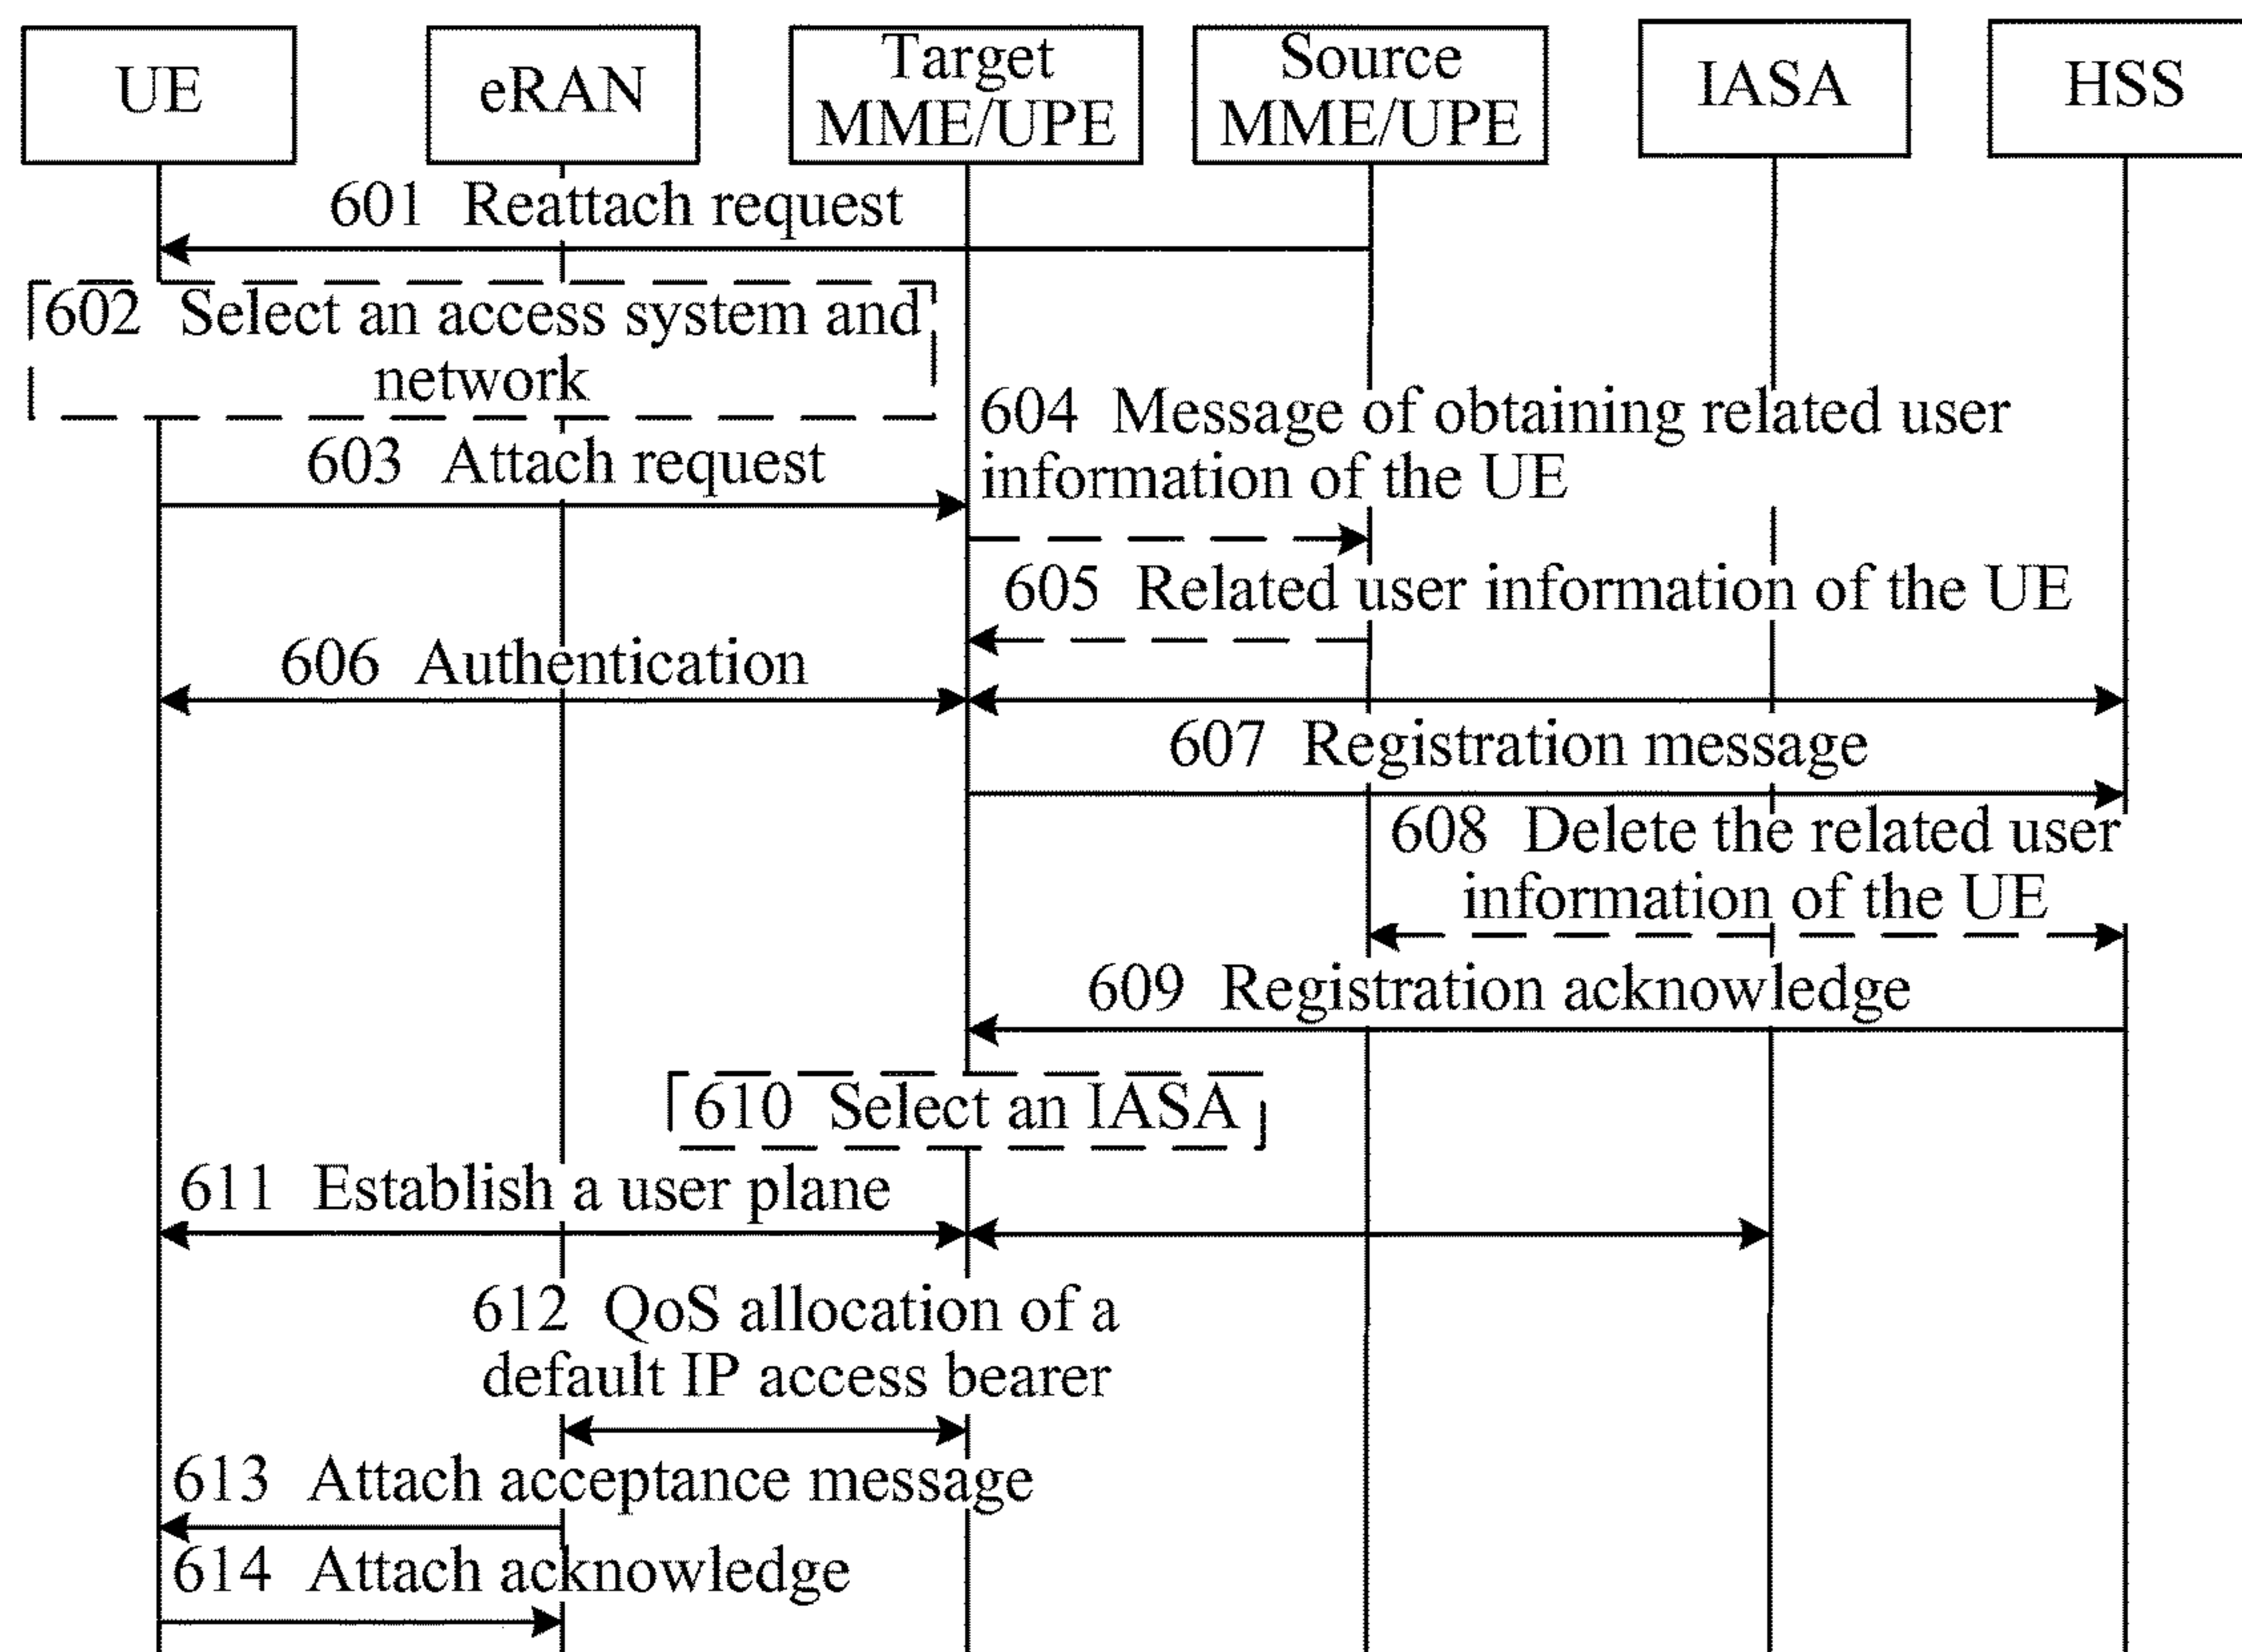 UE
eRAN
Target
MME/UPE
Source
MME/UPE
IASA
HSS
601 Reattach request
602 Select an access system and
network
603 Attach request
604 Message of obtaining related user
information of the UE
605 Related user information of the UE
606 Authentication
607 Registration message
608 Delete the related user
information of the UE
609 Registration acknowledge
610 Select an IASA
611 Establish a user plane
612 QoS allocation of a
default IP access bearer
613 Attach acceptance message
614 Attach acknowledge